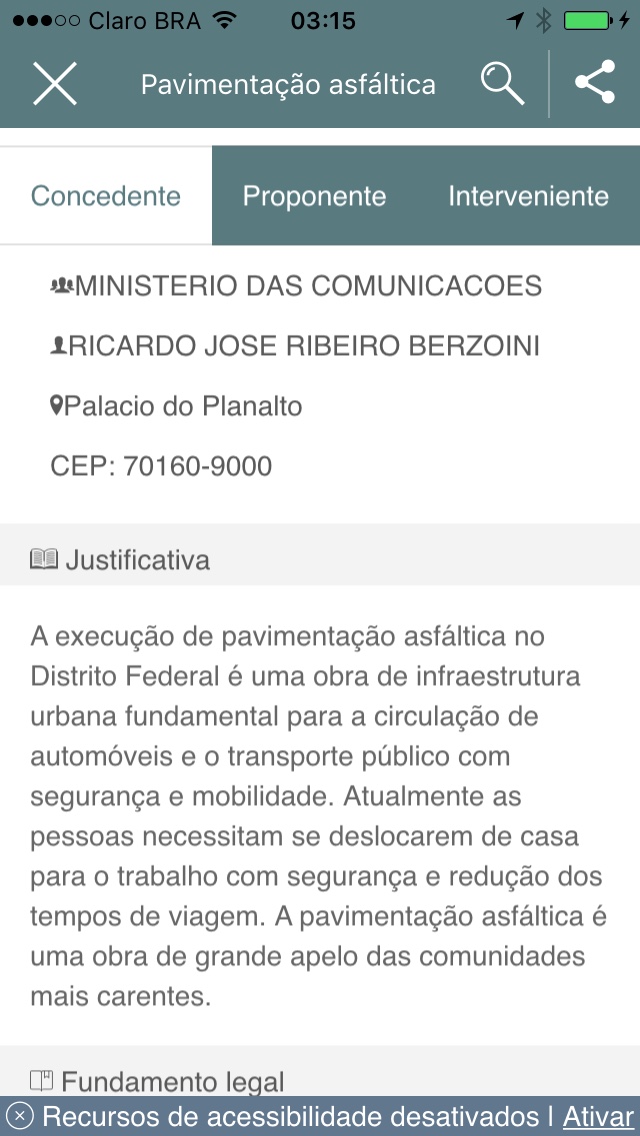 Claro BRA 03:15
Pavimentação asfáltica
Concedente Proponente Interveniente
MINISTERIO DAS COMUNICACOES
RICARDO JOSE RIBEIRO BERZOINI
Palacio do Planalto
CEP: 70160-9000
Justificativa
A execução de pavimentação asfáltica no
Distrito Federal é uma obra de infraestrutura
urbana fundamental para a circulação de
automóveis e o transporte público com
segurança e mobilidade. Atualmente as
pessoas necessitam se deslocarem de casa
para o trabalho com segurança e redução dos
tempos de viagem. A pavimentação asfáltica é
uma obra de grande apelo das comunidades
mais carentes.
Fundamento legal
Recursos de acessibilidade desativados | Ativar